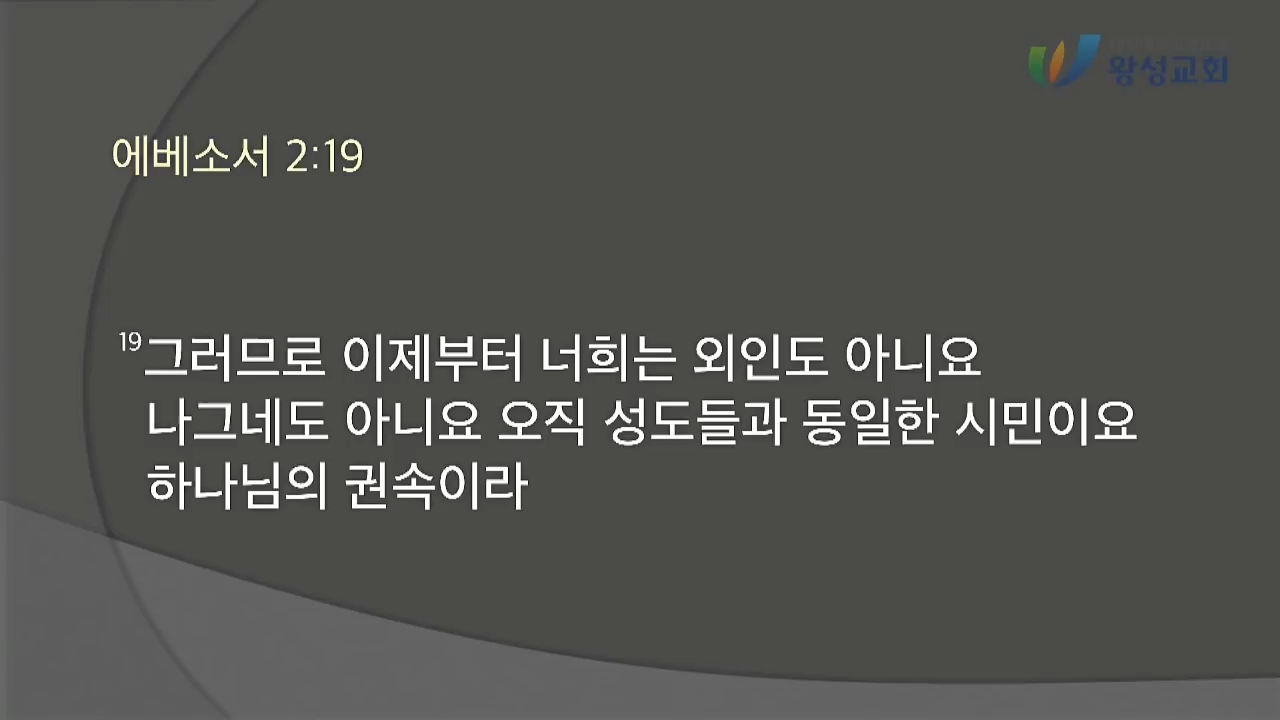 왕성교회
에베소서 2:19
19그러므로 이제부터 너희는 외인도 아니요
나그네도 아니요 오직 성도들과 동일한 시민이요
하나님의 권속이라